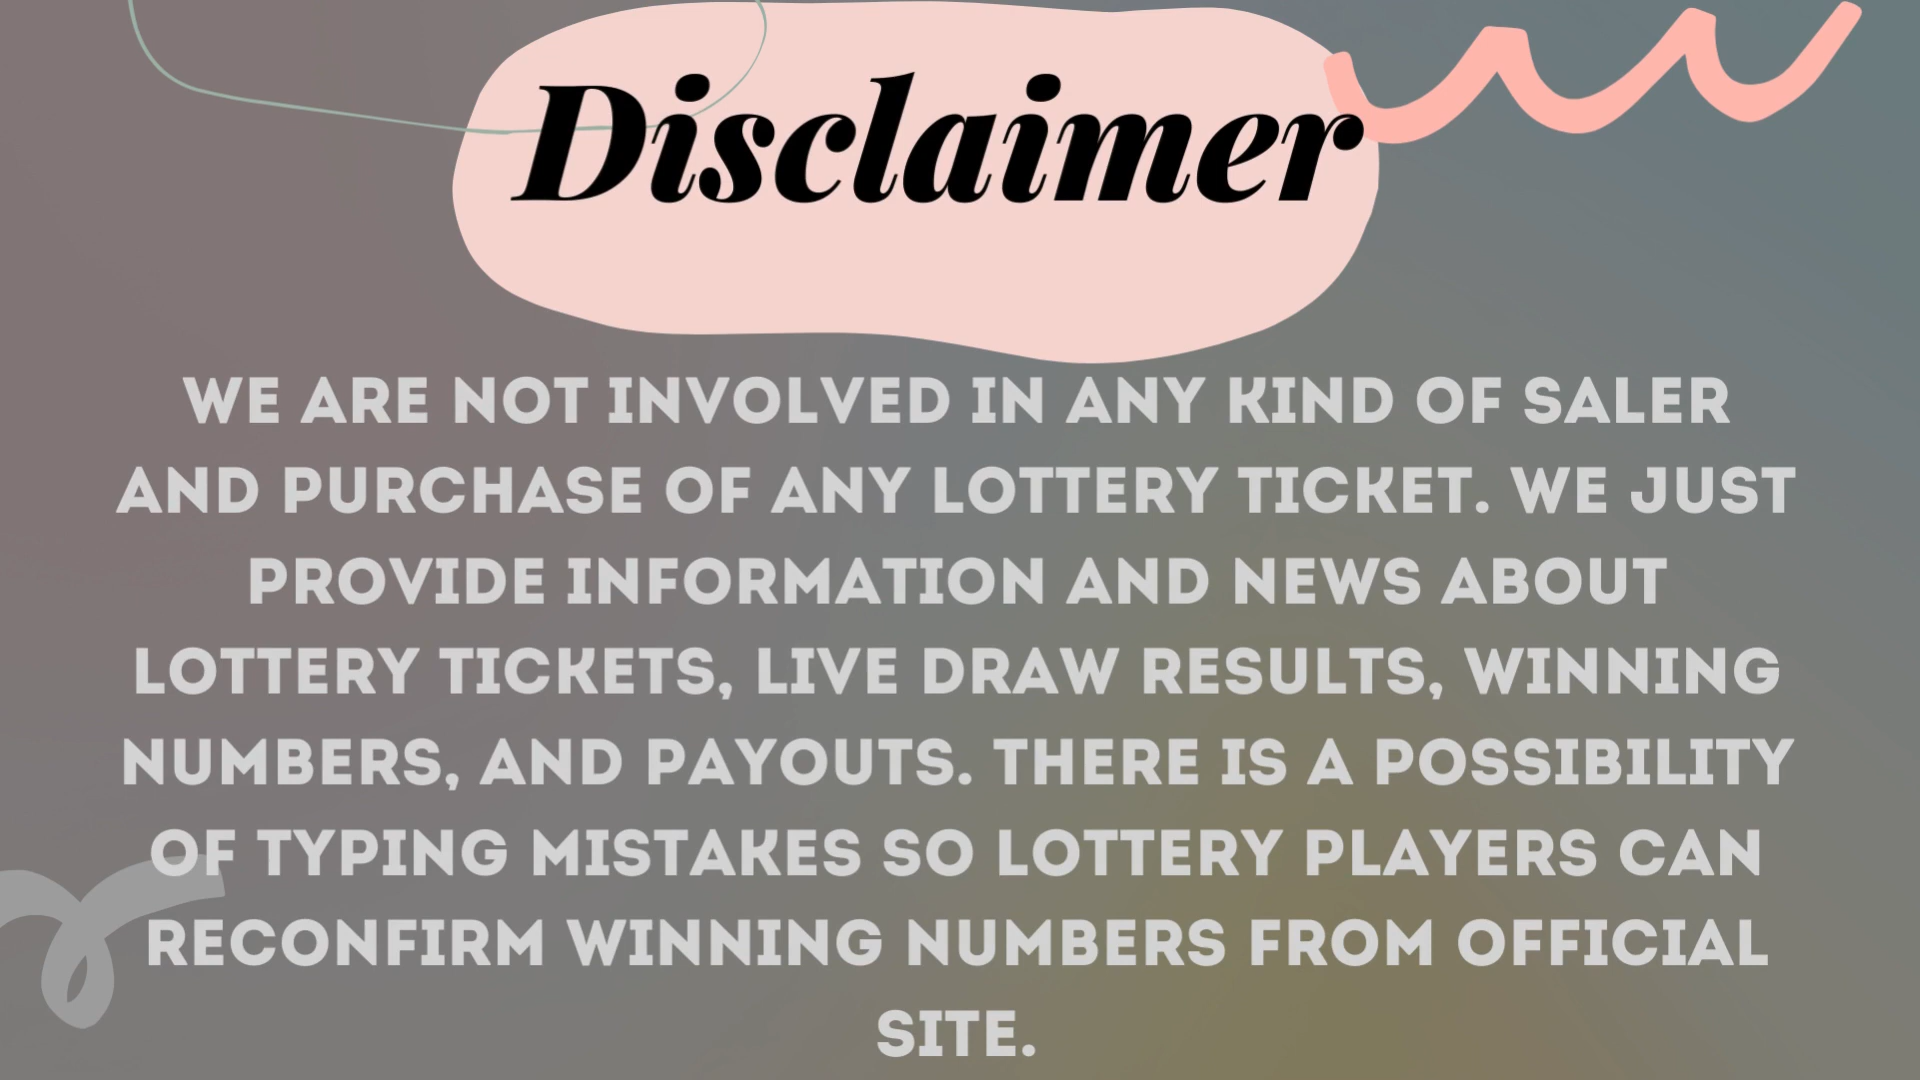 Disclaimer
WE ARE NOT INVOLVED IN ANY KIND OF SALER
AND PURCHASE OF ANY LOTTERY TICKET. WE JUST
PROVIDE INFORMATION AND NEWS ABOUT
LOTTERY TICKETS, LIVE DRAW RESULTS, WINNING
NUMBERS, AND PAYOUTS. THERE IS A POSSIBILITY
OF TYPING MISTAKES SO LOTTERY PLAYERS CAN
RECONFIRM WINNING NUMBERS FROM OFFICIAL
SITE.